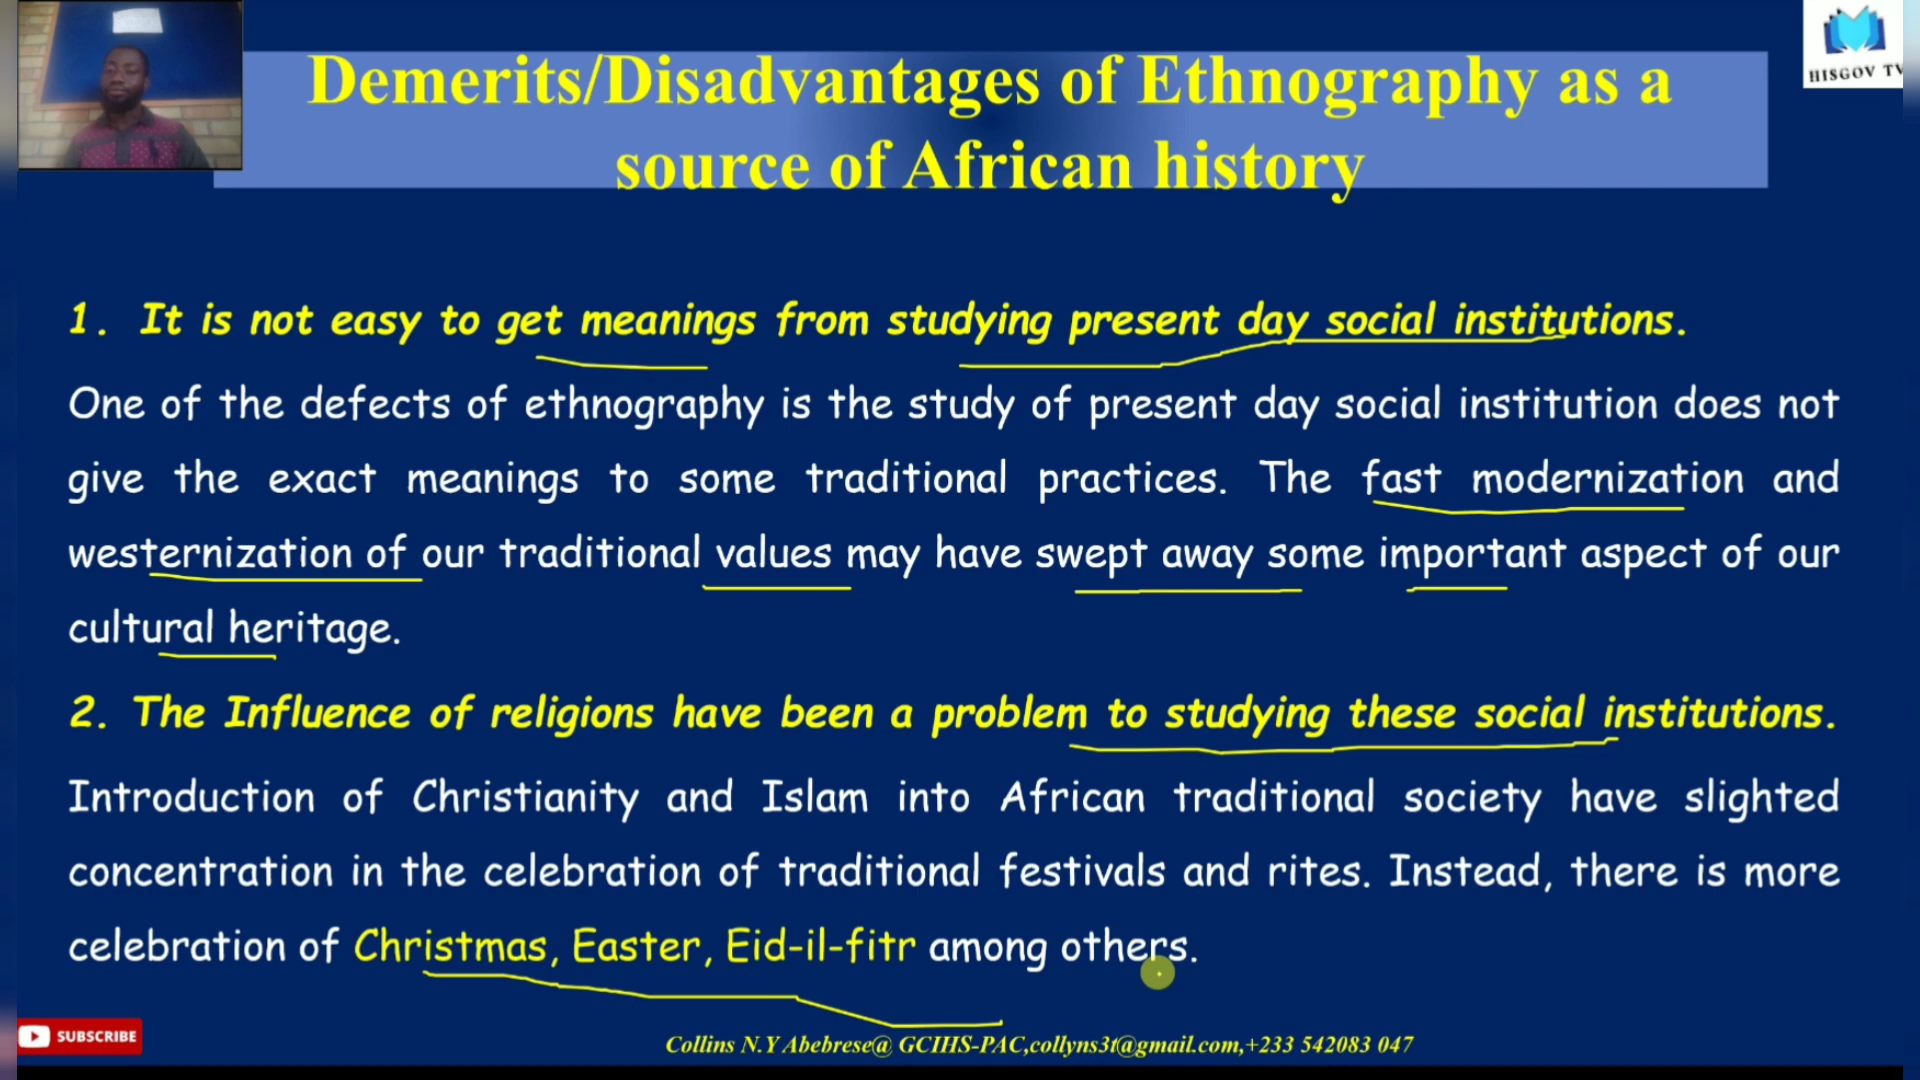 HISGOV TV
Demerits/Disadvantages of Ethnography as a
source of African history
1. It is not easy to get meanings from studying present day social institutions.
One of the defects of ethnography is the study of present day social institution does not
give the exact meanings to some traditional practices. The fast modernization and
westernization of our traditional values may have swept away some important aspect of our
cultural heritage.
2. The Influence of religions have been a problem to studying these social institutions.
Introduction of Christianity and Islam into African traditional society have slighted
concentration in the celebration of traditional festivals and rites. Instead, there is more
celebration of Christmas, Easter, Eid-il-fitr among others.
SUBSCRIBE
Collins N.Y Abebrese@ GCIHS-PAC,collyns3t@gmail.com,+233 542083 047